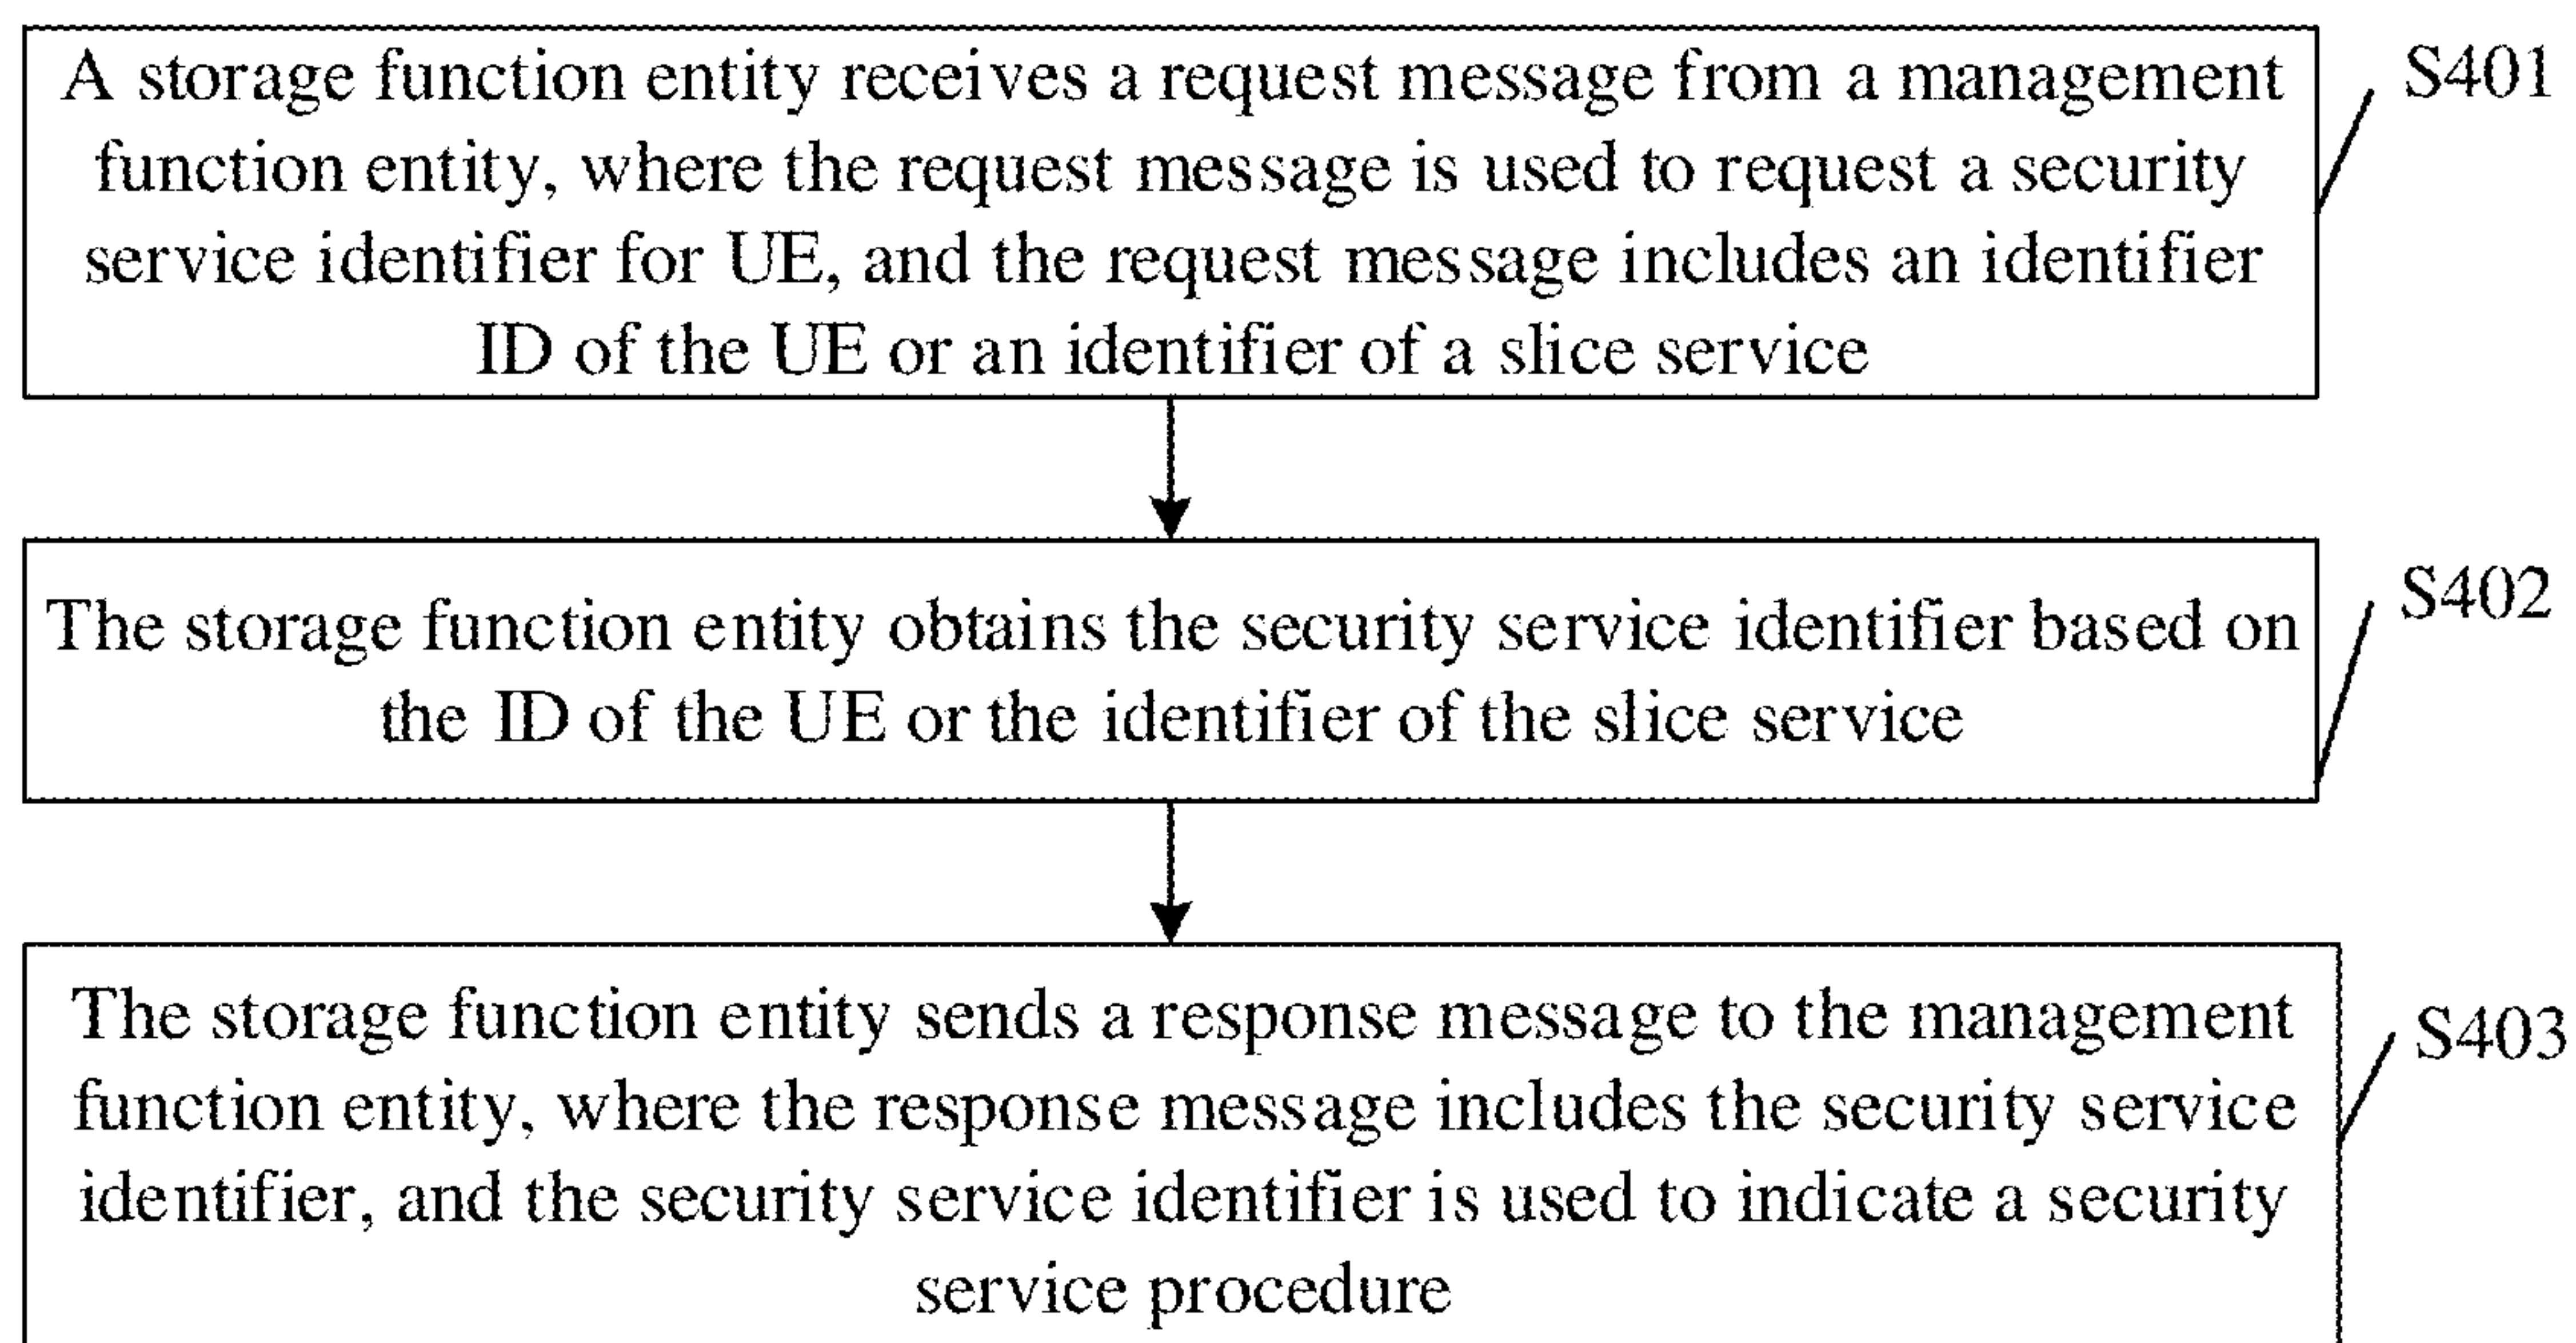 A storage function entity receives a request message from a management
function entity, where the request message is used to request a security
service identifier for UE, and the request message includes an identifier
ID of the UE or an identifier of a slice service
S401
The storage function entity obtains the security service identifier based on
the ID of the UE or the identifier of the slice service
S402
The storage function entity sends a response message to the management
function entity, where the response message includes the security service
identifier, and the security service identifier is used to indicate a security
service procedure
S403